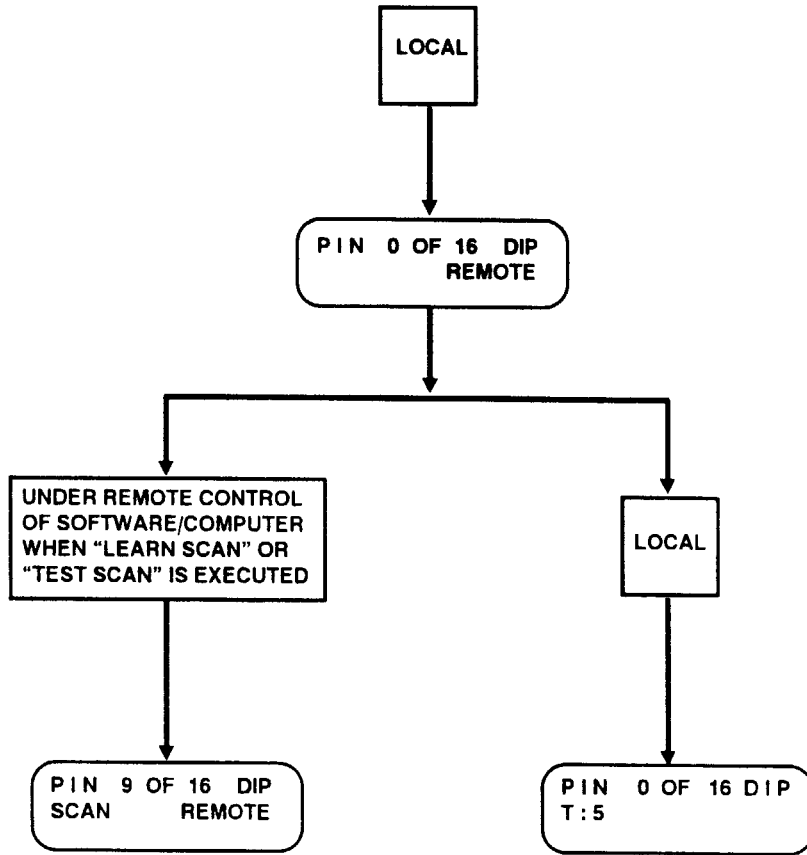 LOCAL
PIN 0 OF 16 DIP
REMOTE
UNDER REMOTE CONTROL
OF SOFTWARE/COMPUTER
WHEN “LEARN SCAN” OR
“TEST SCAN” IS EXECUTED
LOCAL
PIN 9 OF 16 DIP
SCAN REMOTE
PIN 0 OF 16 DIP
T:5